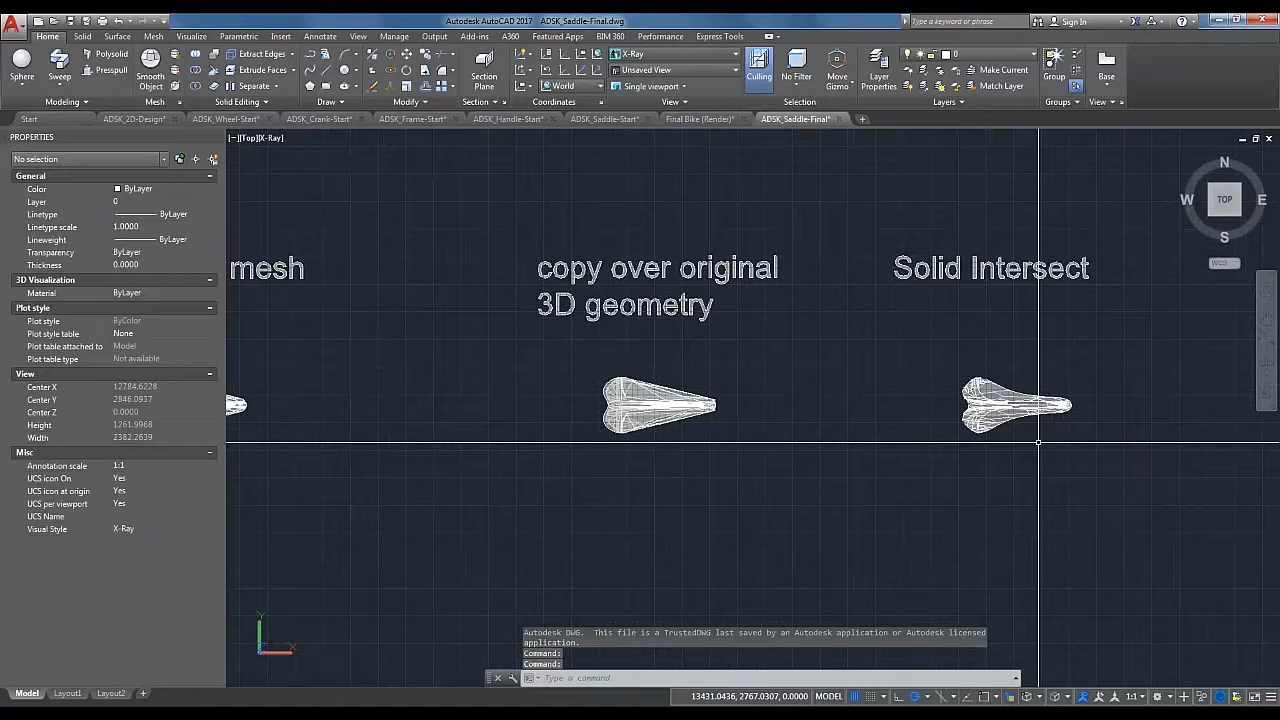 Autodesk AutoCAD 2017 ADSK_Saddle-Final.dwg
Type a keyword or phrase
Sign In
Home Solid Surface Mesh Visualize Parametric Insert Annotate View Manage Output Add-ins A360 Featured Apps BIM 360 Performance Express Tools
Polysolid
Presspull
Sphere
Sweep
Smooth
Object
Extract Edges
Extrude Faces
Separate
Section
Plane
World
X-Ray
Unsaved View
Single viewport
Culling
No Filter
Move
Gizmo
Layer
Properties
0
Make Current
Match Layer
Group
Base
Modeling Mesh Solid Editing Draw Modify Section Coordinates View Selection Layers Groups View
Start ADSK_2D-Design* ADSK_Wheel-Start* ADSK_Crank-Start* ADSK_Frame-Start* ADSK_Handle-Start* ADSK_Saddle-Start* Final Bike (Render)* ADSK_Saddle-Final*
PROPERTIES
No selection
General
Color ByLayer
Layer 0
Linetype ByLayer
Linetype scale 1.0000
Lineweight ByLayer
Transparency ByLayer
Thickness 0.0000
3D Visualization
Material ByLayer
Plot style
Plot style ByColor
Plot style table None
Plot table attached to Model
Plot table type Not available
View
Center X 12784.6228
Center Y 2846.0937
Center Z 0.0000
Height 1261.9968
Width 2382.2639
Misc
Annotation scale 1:1
UCS icon On Yes
UCS icon at origin Yes
UCS per viewport Yes
UCS Name
Visual Style X-Ray
[−][Top][X-Ray]
N
W TOP E
S
WCS
mesh
copy over original
3D geometry
Solid Intersect
Y
X
Autodesk DWG. This file is a TrustedDWG last saved by an Autodesk application or Autodesk licensed
application.
Command:
Command:
Type a command
Model Layout1 Layout2
13431.0436, 2767.0307, 0.0000 MODEL
1:1